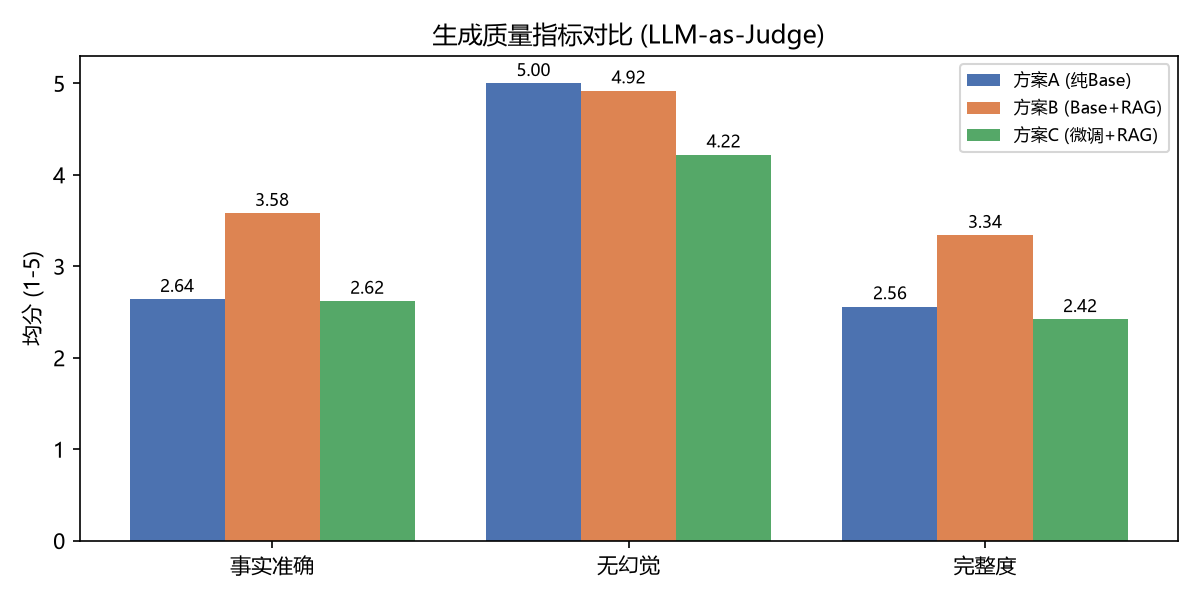 生成质量指标对比 (LLM-as-Judge)
方案A (纯Base)
方案B (Base+RAG)
方案C (微调+RAG)
均分 (1-5)
5
4
3
2
1
0
2.64
3.58
2.62
5.00
4.92
4.22
2.56
3.34
2.42
事实准确
无幻觉
完整度